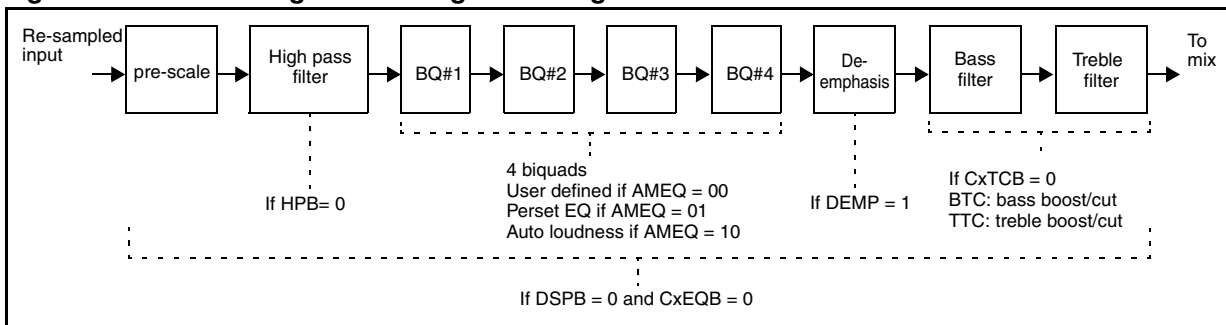 Re-sampled
input
pre-scale
High pass
filter
BQ#1
BQ#2
BQ#3
BQ#4
De-
emphasis
Bass
filter
Treble
filter
To
mix
If HPB= 0
4 biquads
User defined if AMEQ = 00
Perset EQ if AMEQ = 01
Auto loudness if AMEQ = 10
If DEMP = 1
If CxTCB = 0
BTC: bass boost/cut
TTC: treble boost/cut
If DSPB = 0 and CxEQB = 0